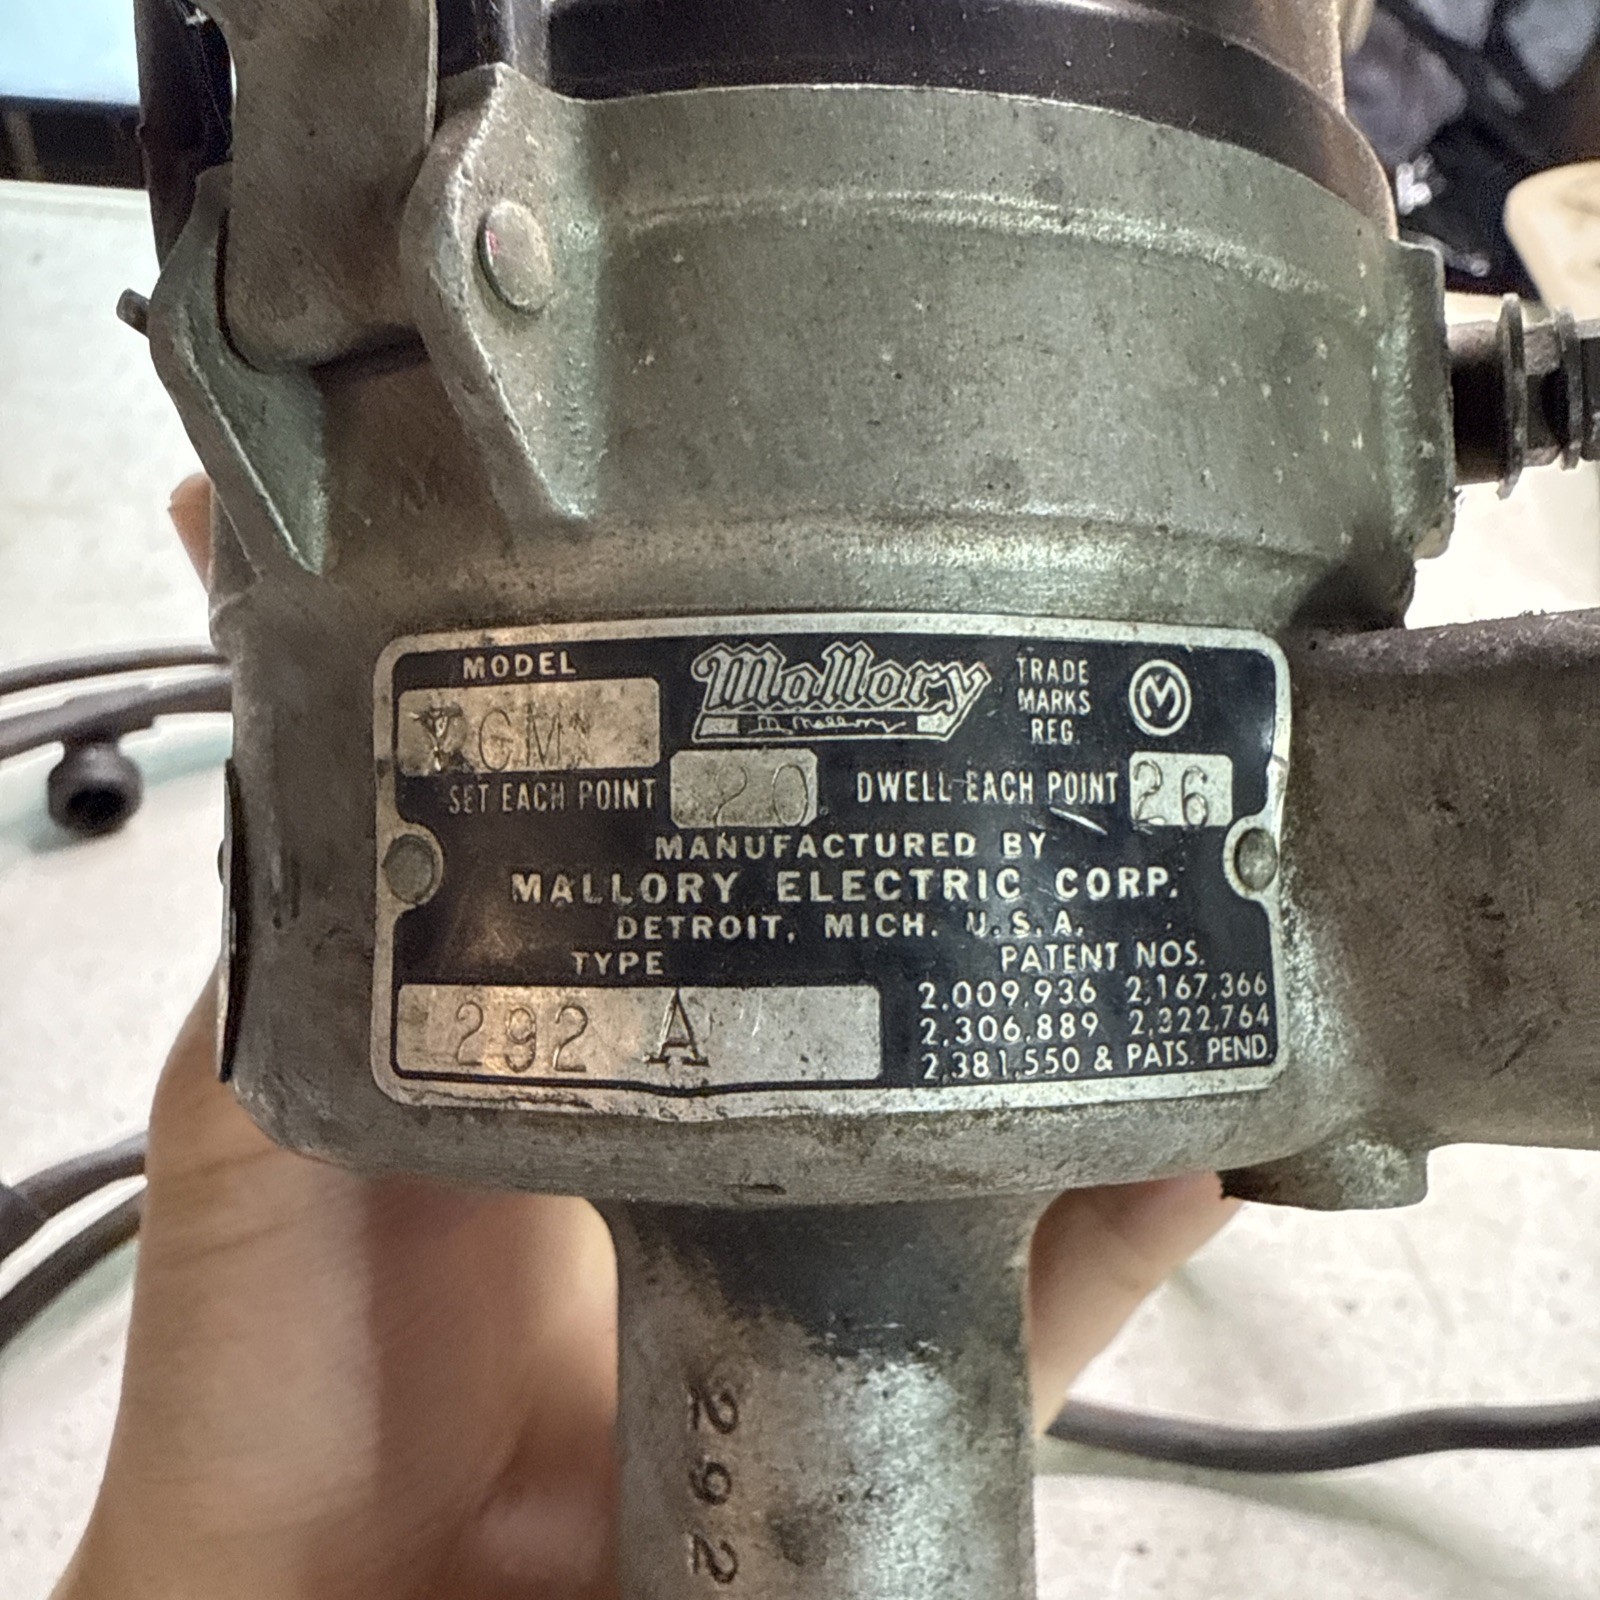 MODEL
GM
Mallory
TRADE
MARKS
REG.
M
SET EACH POINT 20
DWELL EACH POINT 26
MANUFACTURED BY
MALLORY ELECTRIC CORP.
DETROIT, MICH. U.S.A.
TYPE
292 A
PATENT NOS.
2,009,936 2,167,366
2,306,889 2,322,764
2,381,550 & PATS. PEND.
292